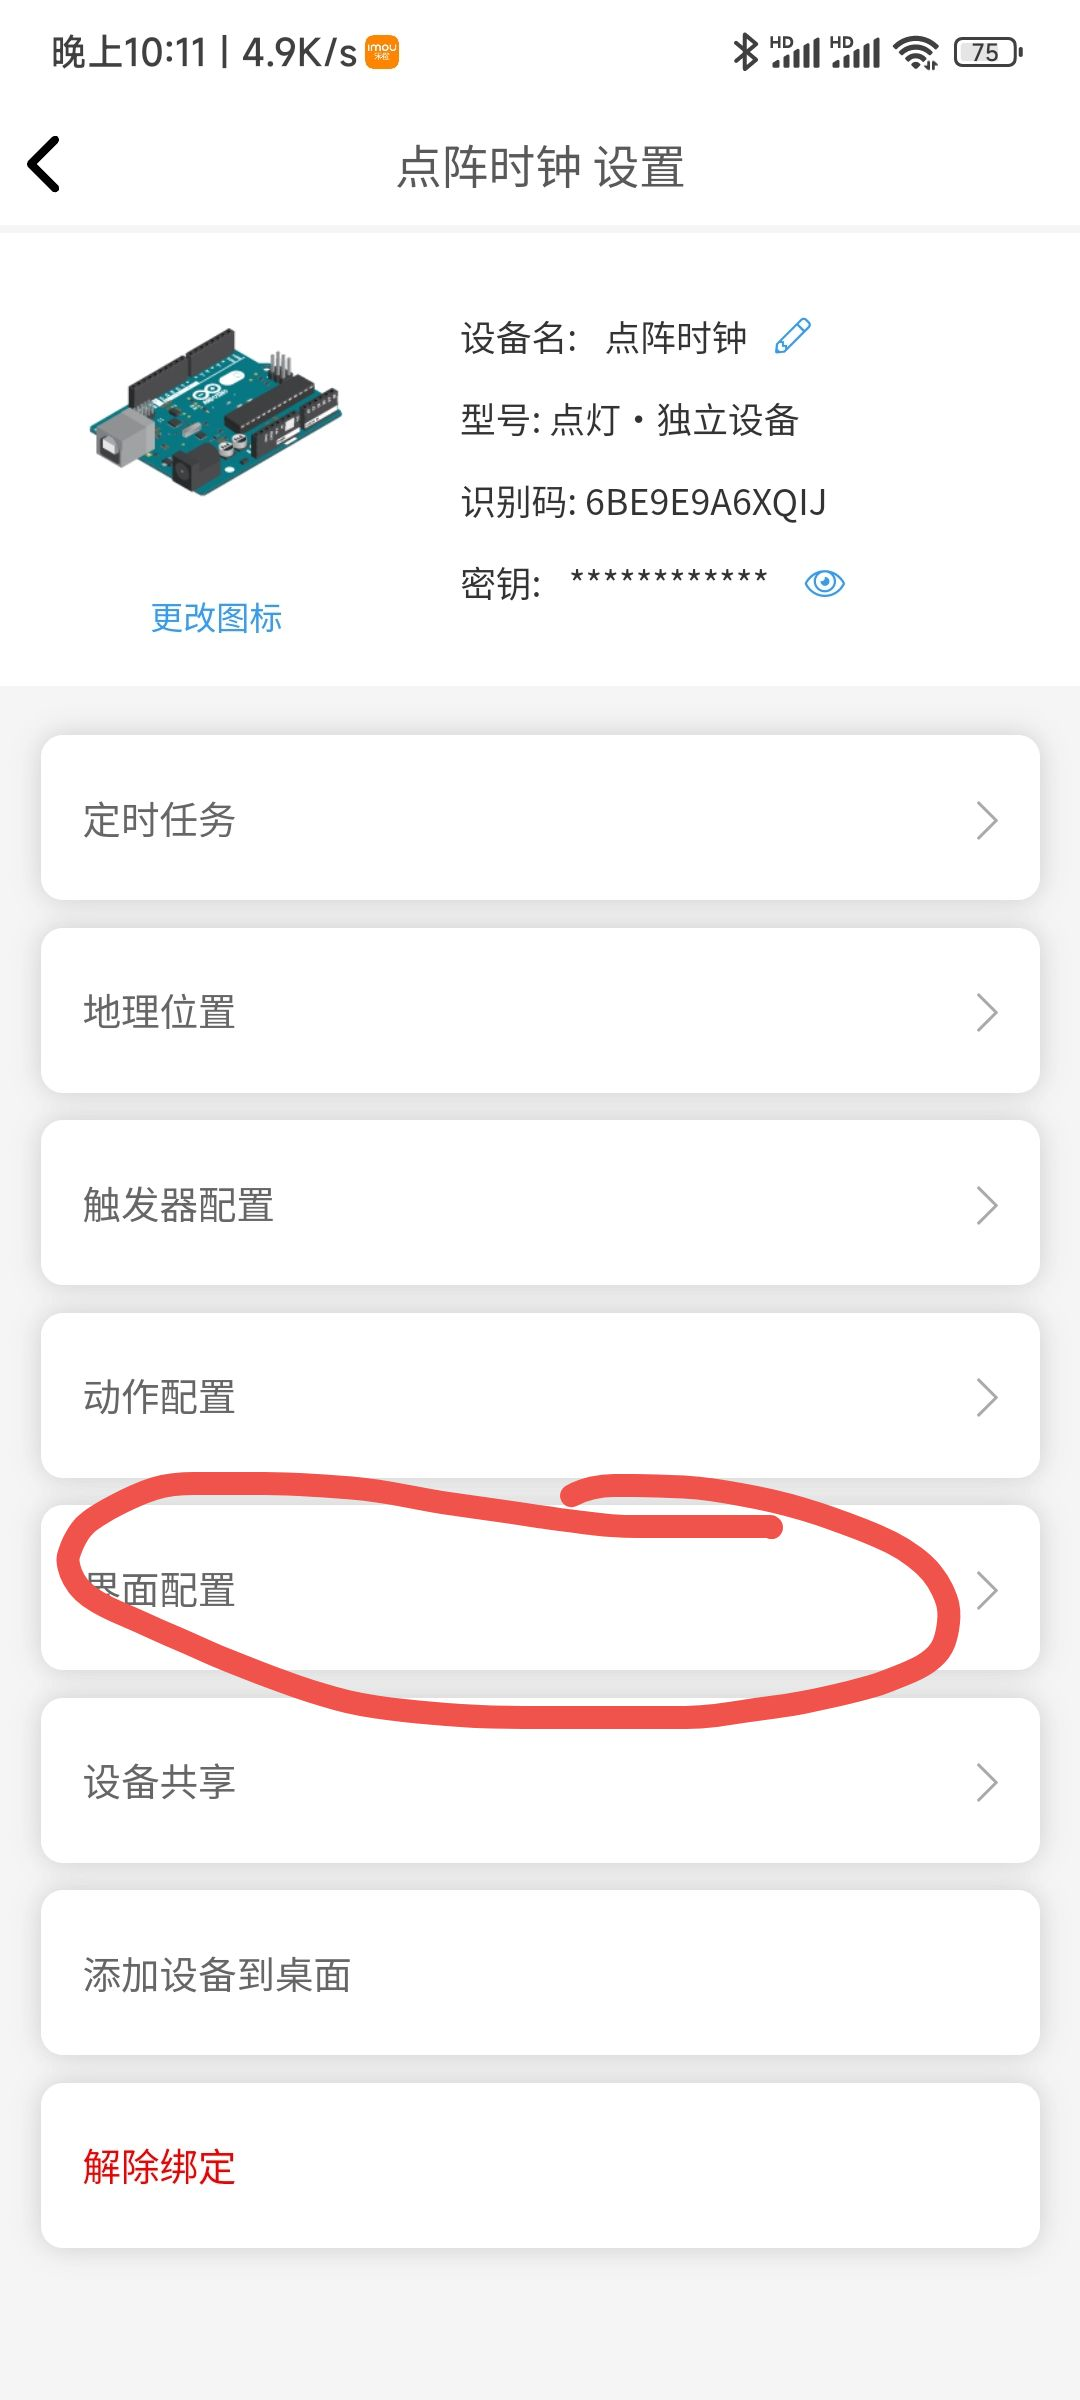 晚上10:11 | 4.9K/s
imou
HD HD 75
点阵时钟 设置
设备名: 点阵时钟
型号: 点灯·独立设备
识别码: 6BE9E9A6XQIJ
密钥: ************
更改图标
定时任务
地理位置
触发器配置
动作配置
界面配置
设备共享
添加设备到桌面
解除绑定